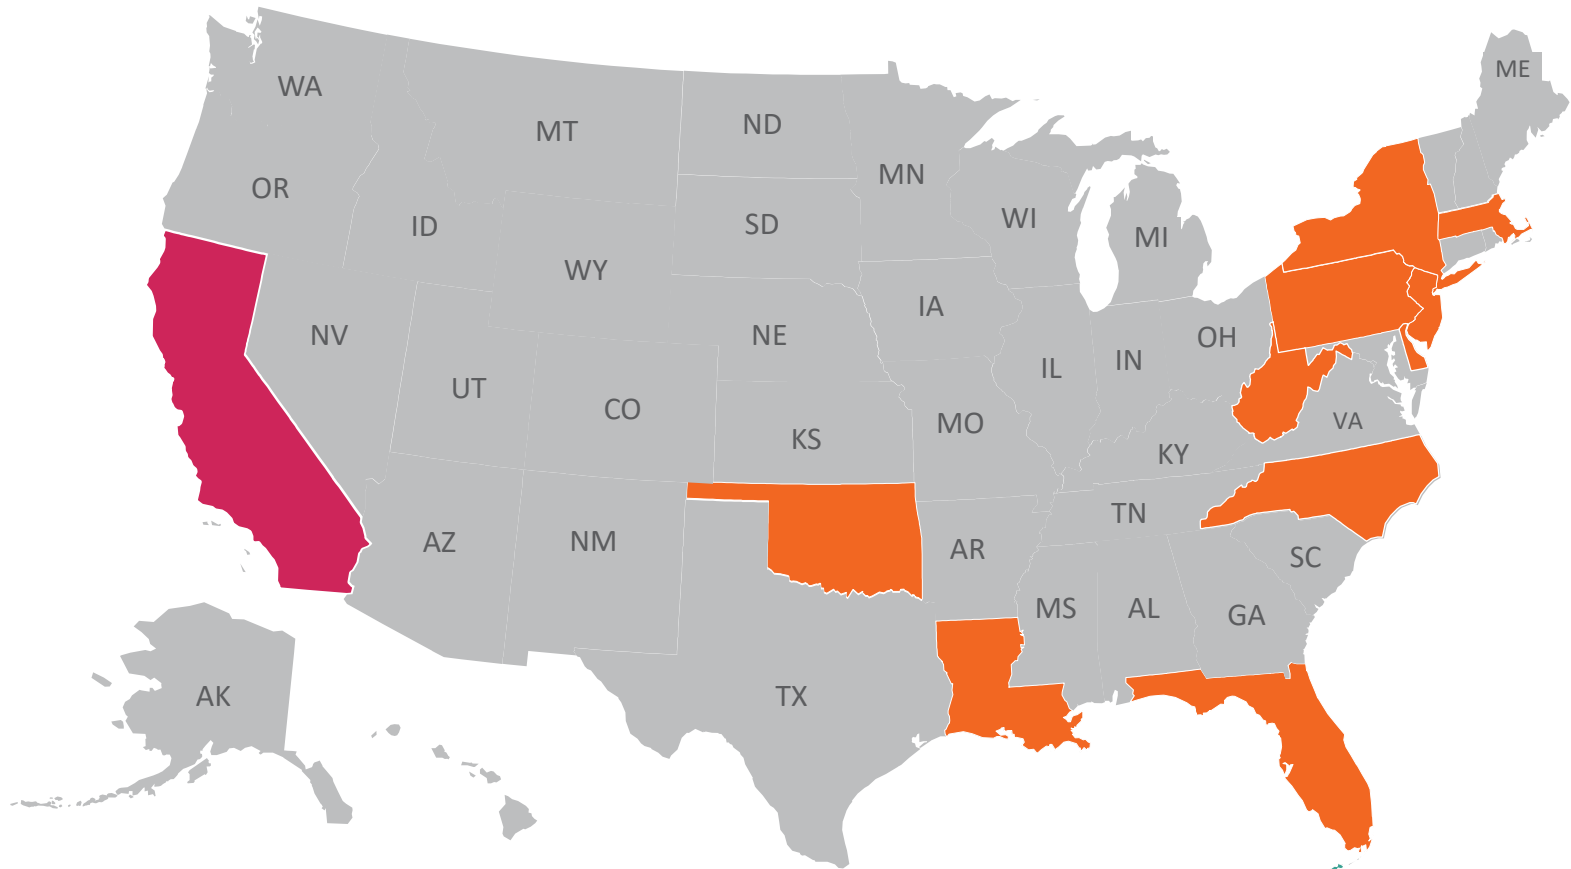 ME
WA
ND
MT
MN
OR
WI
SD
ID
MI
WY
IA
NV
NE
OH
IN
IL
UT
CO
VA
MO
KS
KY
TN
AZ
NM
AR
SC
MS
AL
GA
AK
TX